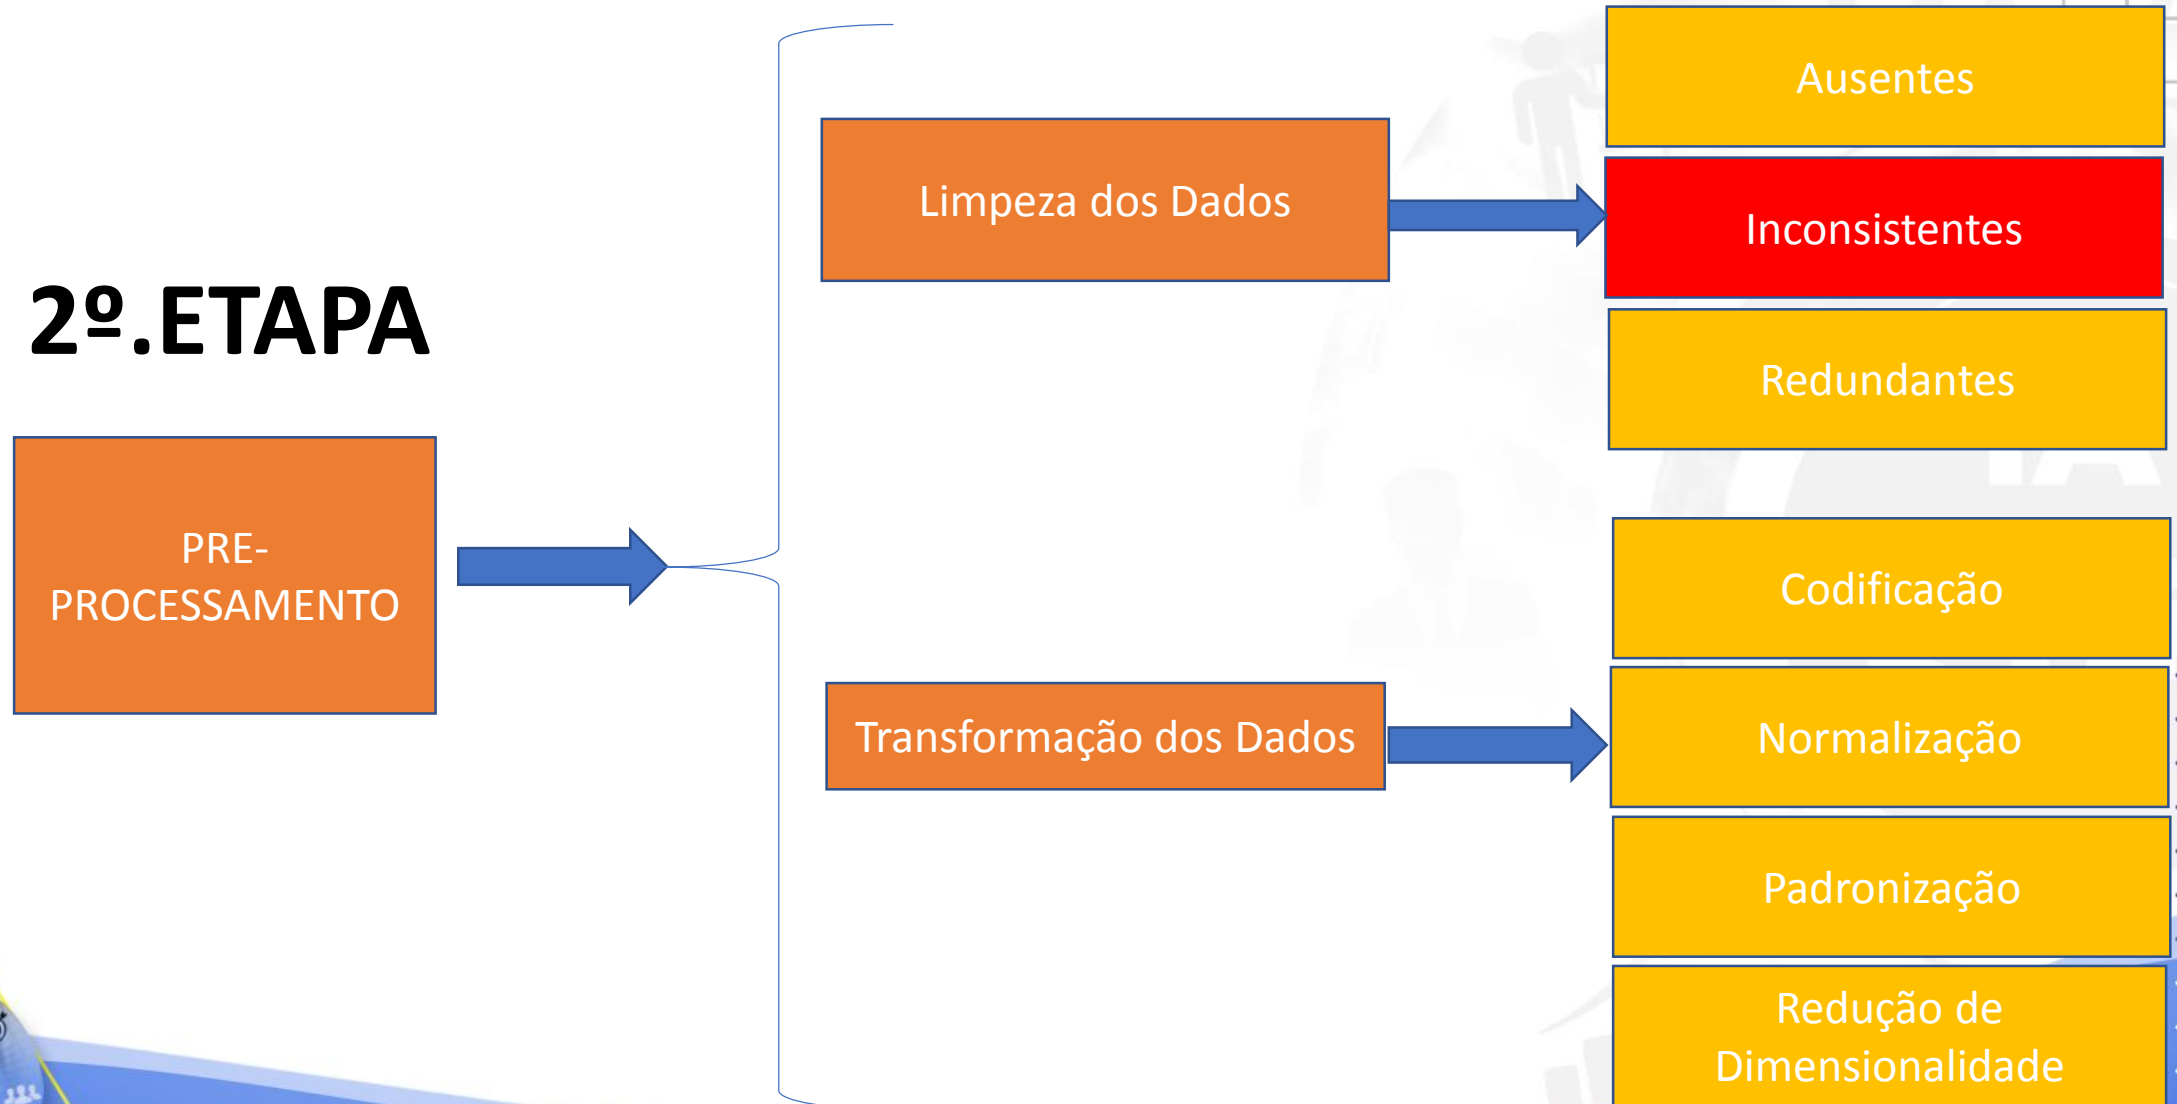 2º.ETAPA
PRE-
PROCESSAMENTO
Limpeza dos Dados
Ausentes
Inconsistentes
Redundantes
Transformação dos Dados
Codificação
Normalização
Padronização
Redução de
Dimensionalidade
IA